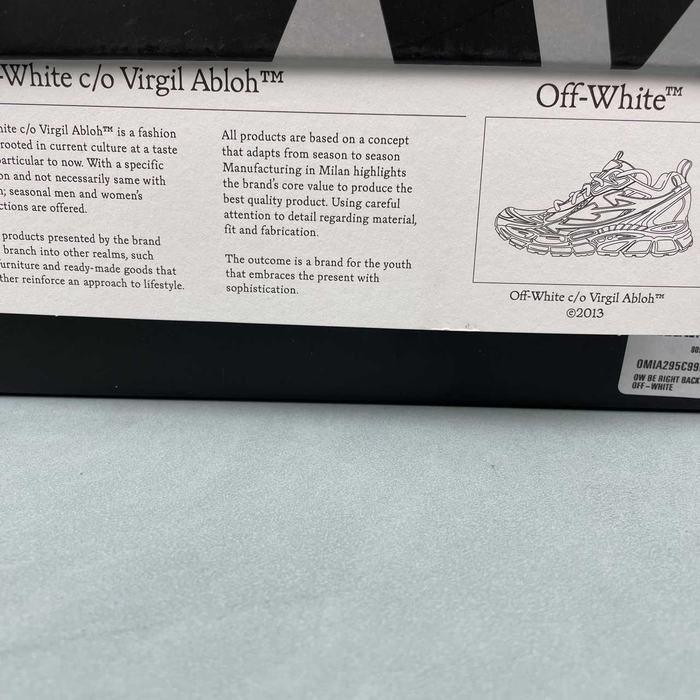 -White c/o Virgil Abloh™
hite c/o Virgil Abloh™ is a fashion
rooted in current culture at a taste
articular to now. With a specific
on and not necessarily same with
n; seasonal men and women's
ctions are offered.
products presented by the brand
branch into other realms, such
urniture and ready-made goods that
ther reinforce an approach to lifestyle.
All products are based on a concept
that adapts from season to season
Manufacturing in Milan highlights
the brand's core value to produce the
best quality product. Using careful
attention to detail regarding material,
fit and fabrication.
The outcome is a brand for the youth
that embraces the present with
sophistication.
Off-White™
Off-White c/o Virgil Abloh™
©2013
OMIA295C99
OW BE RIGHT BACK
OFF-WHITE